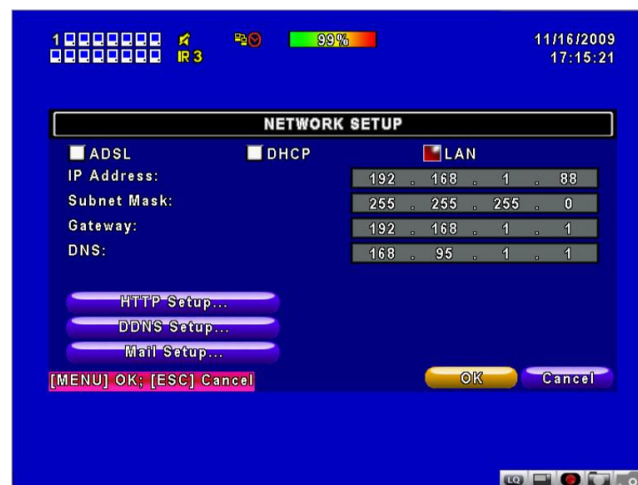 1
IR 3
99%
11/16/2009
17:15:21
NETWORK SETUP
ADSL DHCP LAN
IP Address: 192 . 168 . 1 . 88
Subnet Mask: 255 . 255 . 255 . 0
Gateway: 192 . 168 . 1 . 1
DNS: 168 . 95 . 1 . 1
HTTP Setup...
DDNS Setup...
Mail Setup...
[MENU] OK; [ESC] Cancel
OK Cancel
LQ